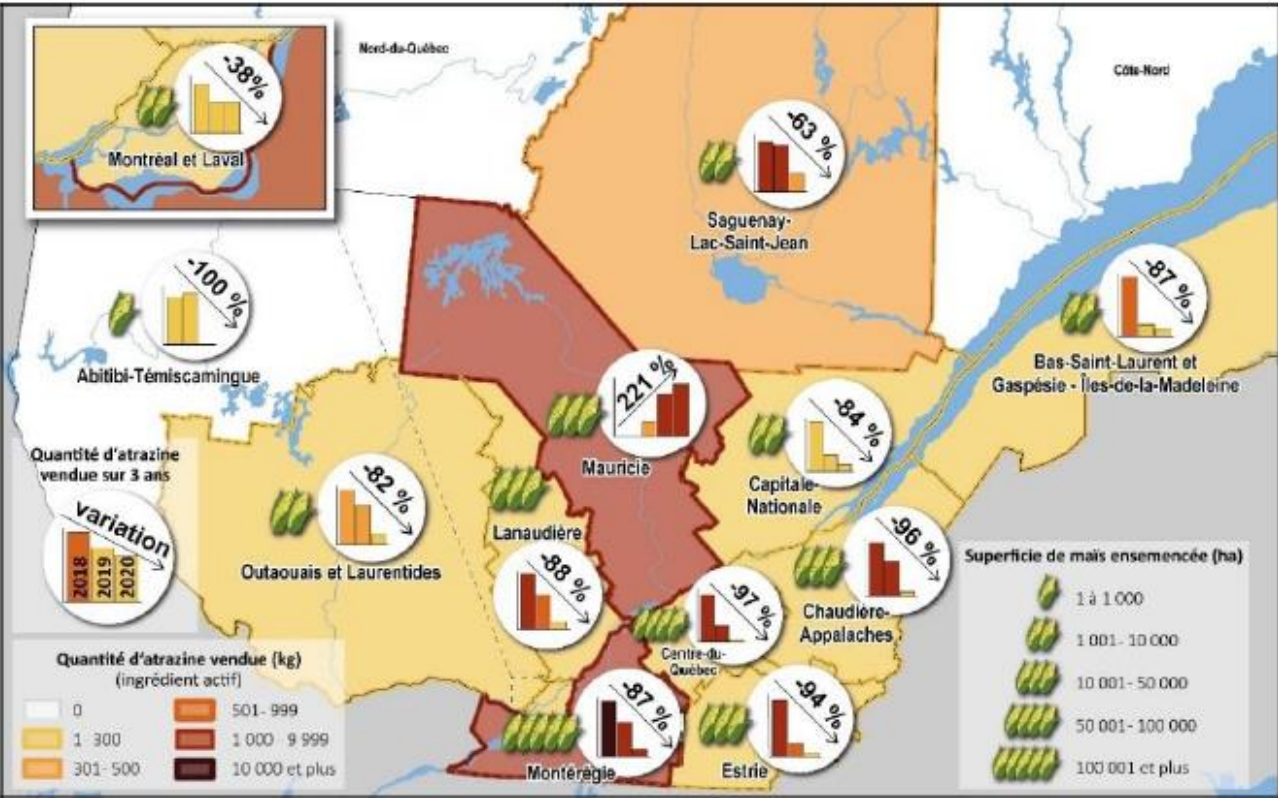 Nord-du-Québec
Côte-Nord
-38%
Montréal et Laval
-63 %
Saguenay-
Lac-Saint-Jean
-100 %
Abitibi-Témiscamingue
-87 %
Bas-Saint-Laurent et
Gaspésie - Îles-de-la-Madeleine
221 %
Mauricie
-84 %
Capitale-
Nationale
-82 %
Outaouais et Laurentides
Lanaudière
-88 %
-96 %
Chaudière-
Appalaches
-97 %
Centre-du-
Québec
-87 %
Montérégie
-94 %
Estrie
Quantité d'atrazine
vendue sur 3 ans
variation
2018
2019
2020
Quantité d'atrazine vendue (kg)
(ingrédient actif)
0
1 - 300
301- 500
501- 999
1 000 - 9 999
10 000 et plus
Superficie de maïs ensemencée (ha)
1 à 1 000
1 001- 10 000
10 001- 50 000
50 001- 100 000
100 001 et plus